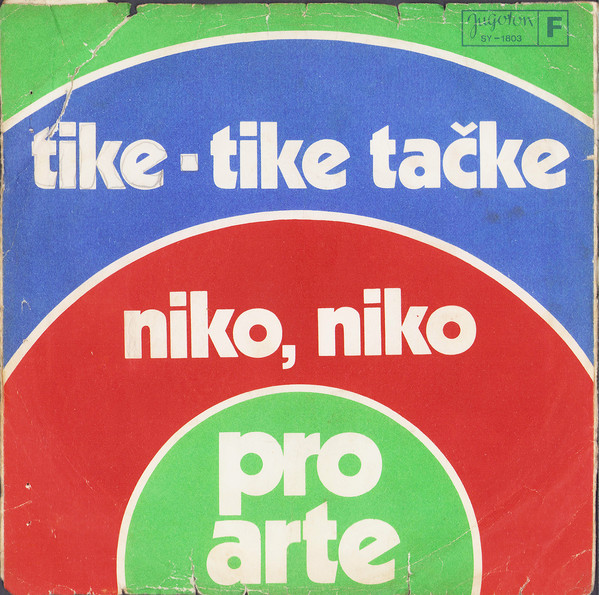 Jugoton
SY-1803
F
tike-tike tačke
niko, niko
pro
arte